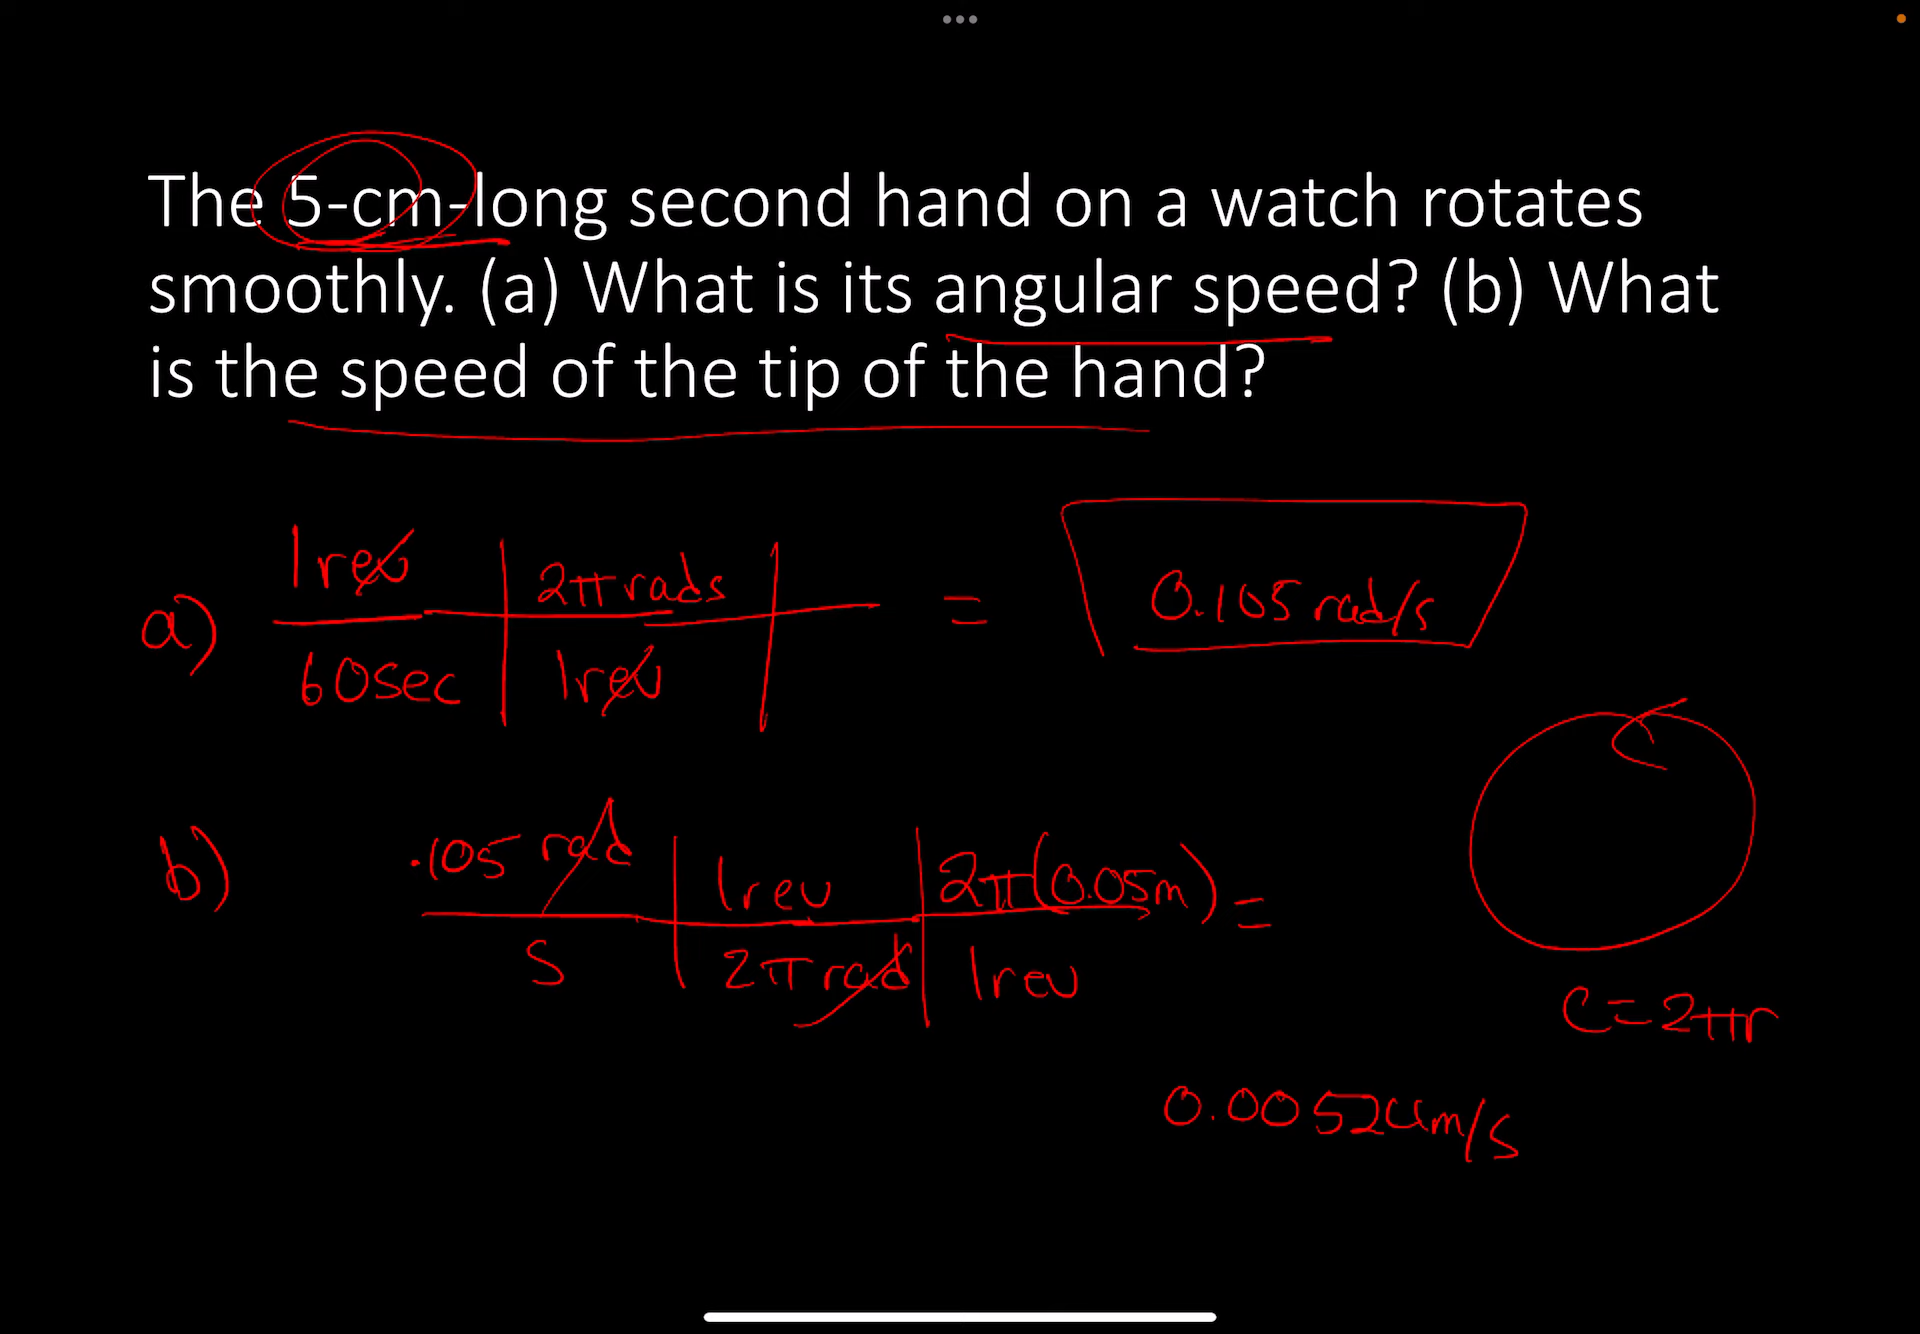 The 5-cm-long second hand on a watch rotates
smoothly. (a) What is its angular speed? (b) What
is the speed of the tip of the hand?
a) 1rev | 2π rads | = 0.105 rad/s
60sec | 1rev
b) .105 rad | 1rev | 2π(0.05m) =
s | 2π rad | 1rev
C=2πr
0.00524m/s